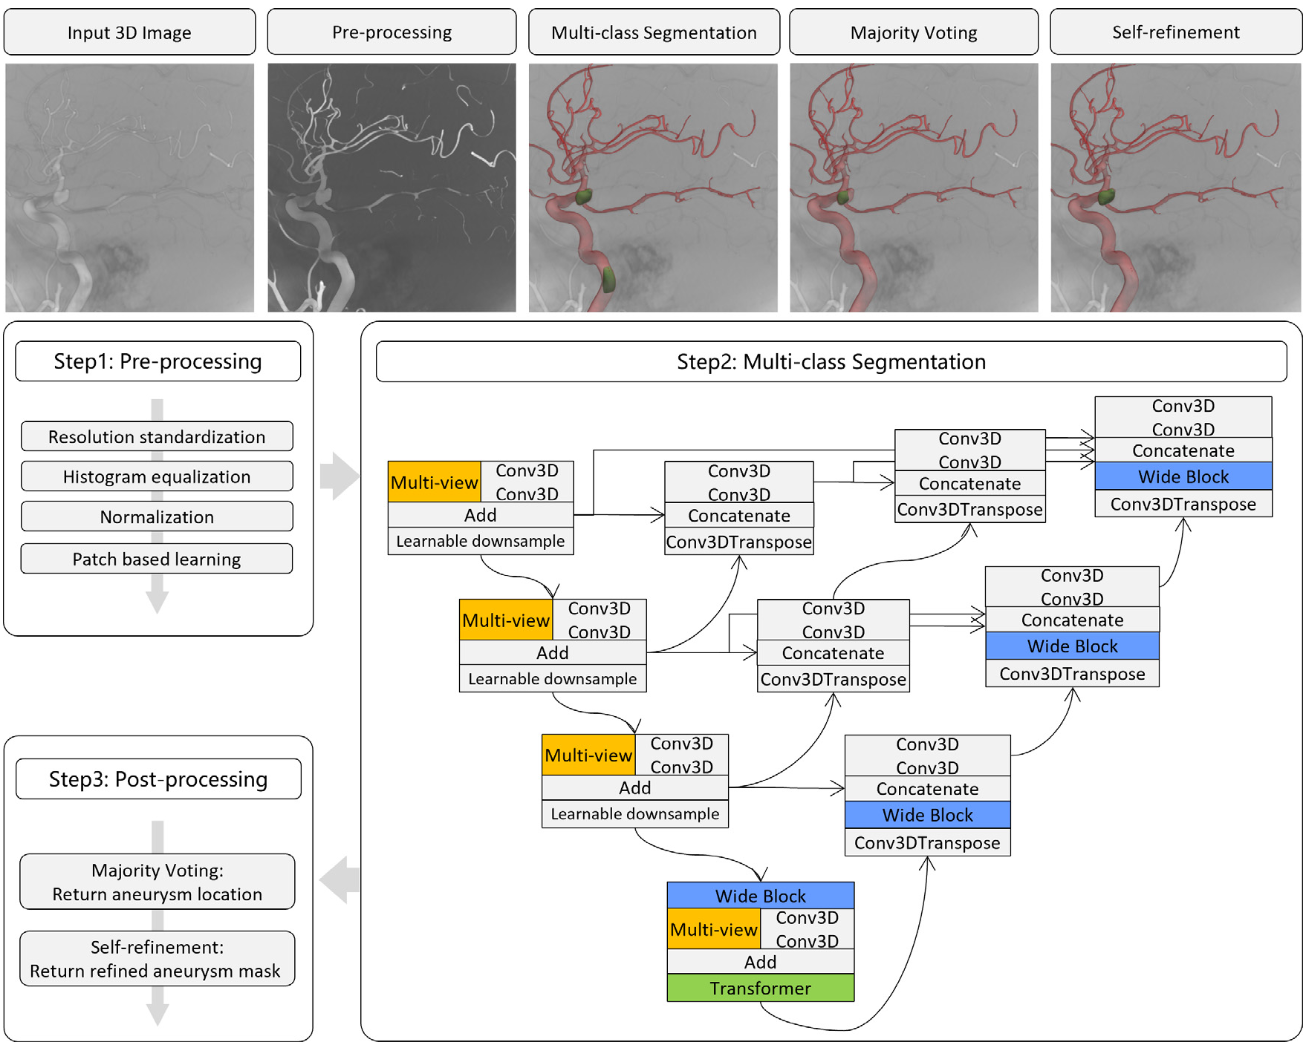 Input 3D Image
Pre-processing
Multi-class Segmentation
Majority Voting
Self-refinement
Step1: Pre-processing
Resolution standardization
Histogram equalization
Normalization
Patch based learning
Step3: Post-processing
Majority Voting:
Return aneurysm location
Self-refinement:
Return refined aneurysm mask
Step2: Multi-class Segmentation
Multi-view
Conv3D
Conv3D
Add
Learnable downsample
Conv3D
Conv3D
Concatenate
Conv3DTranspose
Conv3D
Conv3D
Concatenate
Conv3DTranspose
Conv3D
Conv3D
Concatenate
Wide Block
Conv3DTranspose
Multi-view
Conv3D
Conv3D
Add
Learnable downsample
Conv3D
Conv3D
Concatenate
Conv3DTranspose
Conv3D
Conv3D
Concatenate
Wide Block
Conv3DTranspose
Multi-view
Conv3D
Conv3D
Add
Learnable downsample
Conv3D
Conv3D
Concatenate
Wide Block
Conv3DTranspose
Wide Block
Multi-view
Conv3D
Conv3D
Add
Transformer